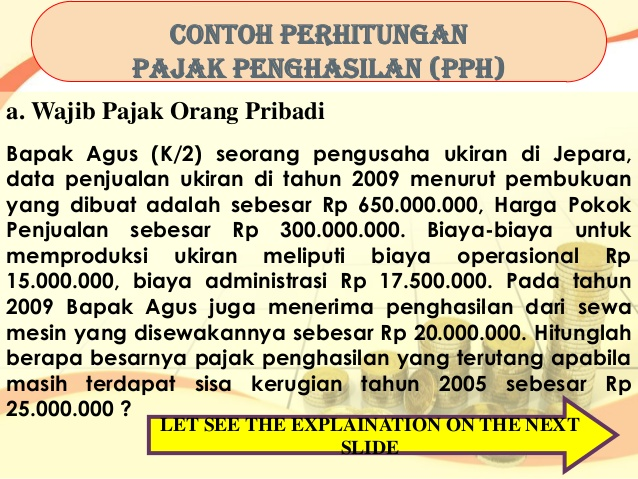 CONTOH PERHITUNGAN
PAJAK PENGHASILAN (PPH)
a. Wajib Pajak Orang Pribadi
Bapak Agus (K/2) seorang pengusaha ukiran di Jepara,
data penjualan ukiran di tahun 2009 menurut pembukuan
yang dibuat adalah sebesar Rp 650.000.000, Harga Pokok
Penjualan sebesar Rp 300.000.000. Biaya-biaya untuk
memproduksi ukiran meliputi biaya operasional Rp
15.000.000, biaya administrasi Rp 17.500.000. Pada tahun
2009 Bapak Agus juga menerima penghasilan dari sewa
mesin yang disewakannya sebesar Rp 20.000.000. Hitunglah
berapa besarnya pajak penghasilan yang terutang apabila
masih terdapat sisa kerugian tahun 2005 sebesar Rp
25.000.000 ?
LET SEE THE EXPLAINATION ON THE NEXT
SLIDE